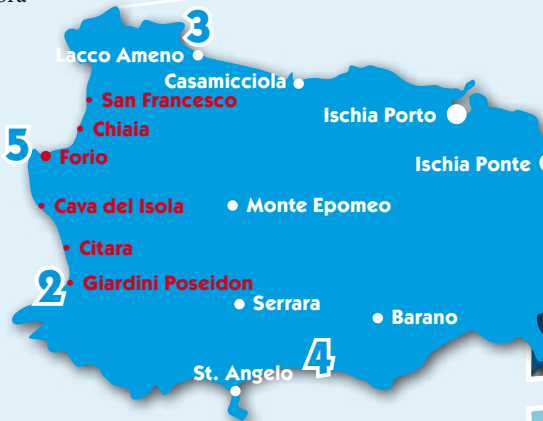 3
Lacco Ameno
Casamicciola
San Francesco
Ischia Porto
Chiaia
5
Forio
Ischia Ponte
Cava del Isola
Monte Epomeo
Citara
2
Giardini Poseidon
Serrara
Barano
4
St. Angelo